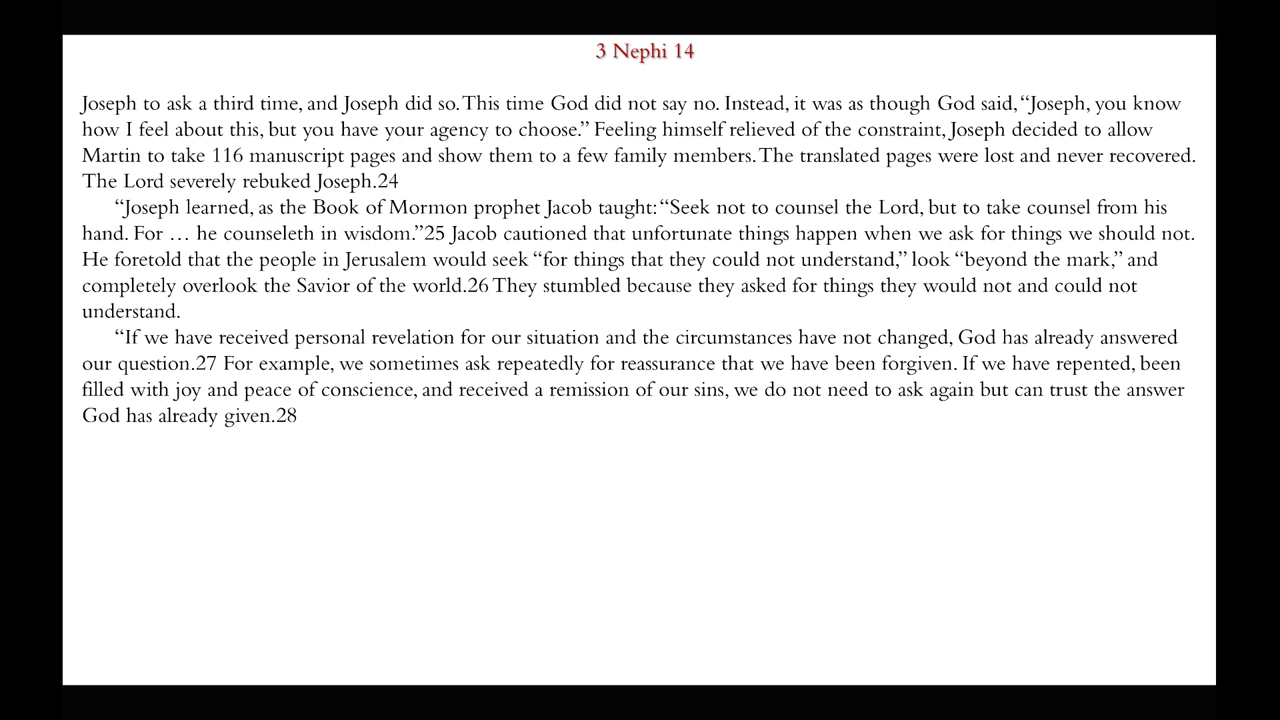 3 Nephi 14
Joseph to ask a third time, and Joseph did so. This time God did not say no. Instead, it was as though God said, “Joseph, you know
how I feel about this, but you have your agency to choose.” Feeling himself relieved of the constraint, Joseph decided to allow
Martin to take 116 manuscript pages and show them to a few family members. The translated pages were lost and never recovered.
The Lord severely rebuked Joseph.24
“Joseph learned, as the Book of Mormon prophet Jacob taught: “Seek not to counsel the Lord, but to take counsel from his
hand. For … he counseleth in wisdom.”25 Jacob cautioned that unfortunate things happen when we ask for things we should not.
He foretold that the people in Jerusalem would seek “for things that they could not understand,” look “beyond the mark,” and
completely overlook the Savior of the world.26 They stumbled because they asked for things they would not and could not
understand.
“If we have received personal revelation for our situation and the circumstances have not changed, God has already answered
our question.27 For example, we sometimes ask repeatedly for reassurance that we have been forgiven. If we have repented, been
filled with joy and peace of conscience, and received a remission of our sins, we do not need to ask again but can trust the answer
God has already given.28